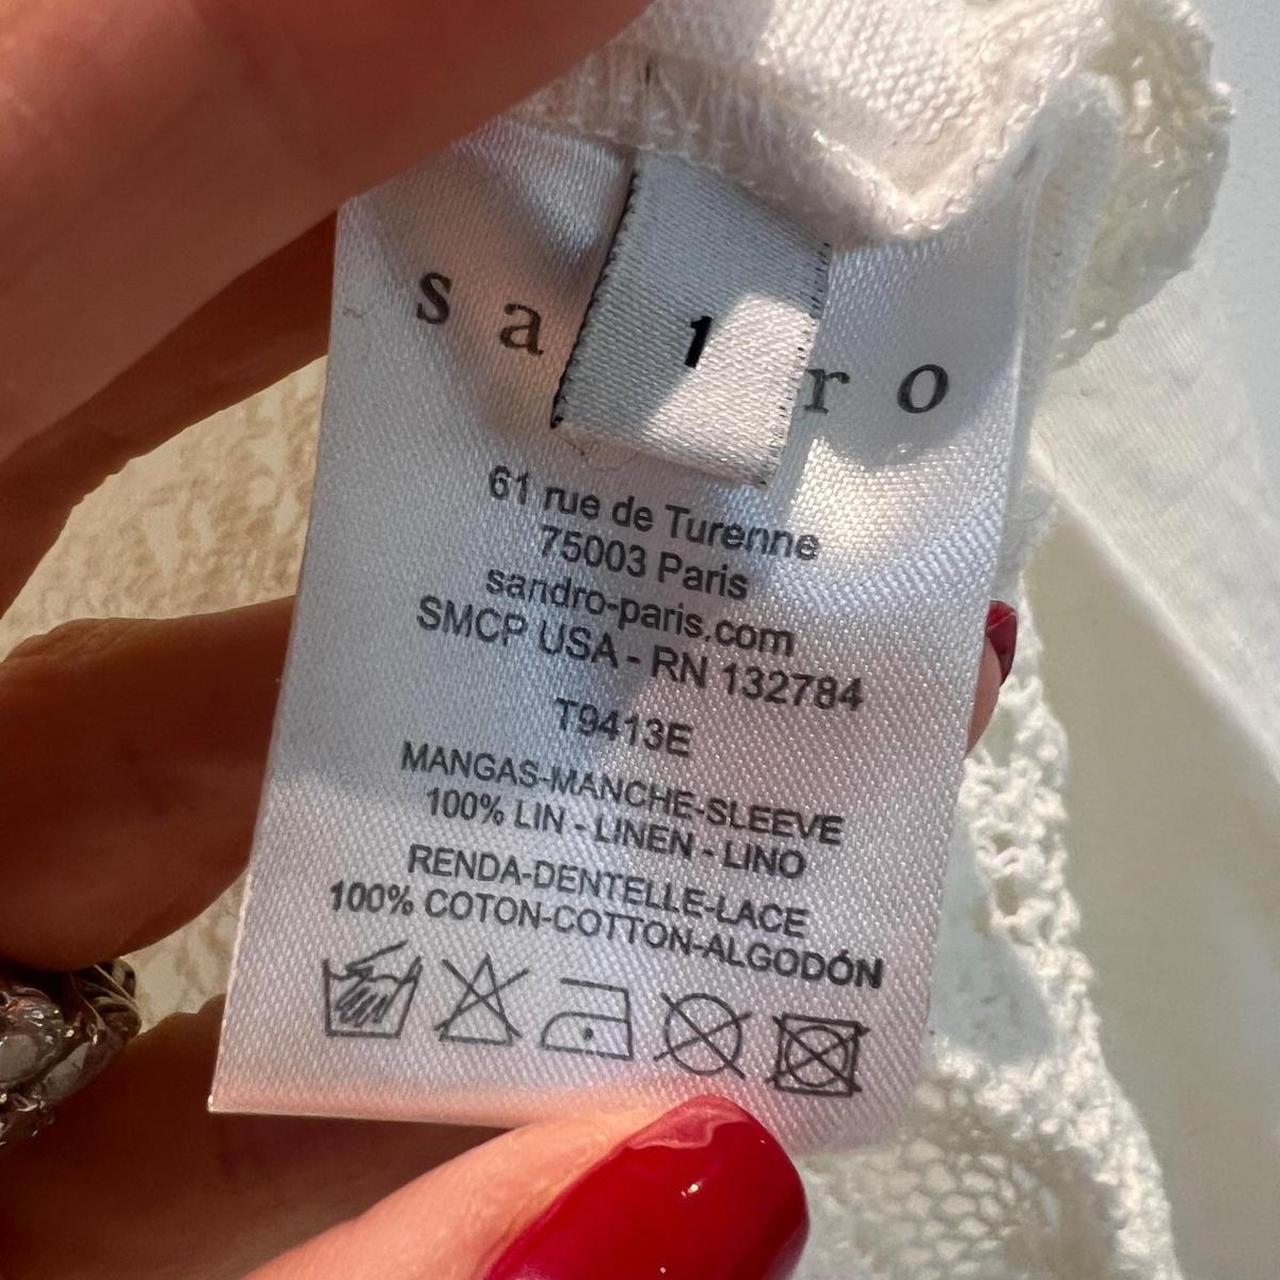 sa ro
1
61 rue de Turenne
75003 Paris
sandro-paris.com
SMCP USA - RN 132784
T9413E
MANGAS-MANCHE-SLEEVE
100% LIN - LINEN - LINO
RENDA-DENTELLE-LACE
100% COTON-COTTON-ALGODÓN